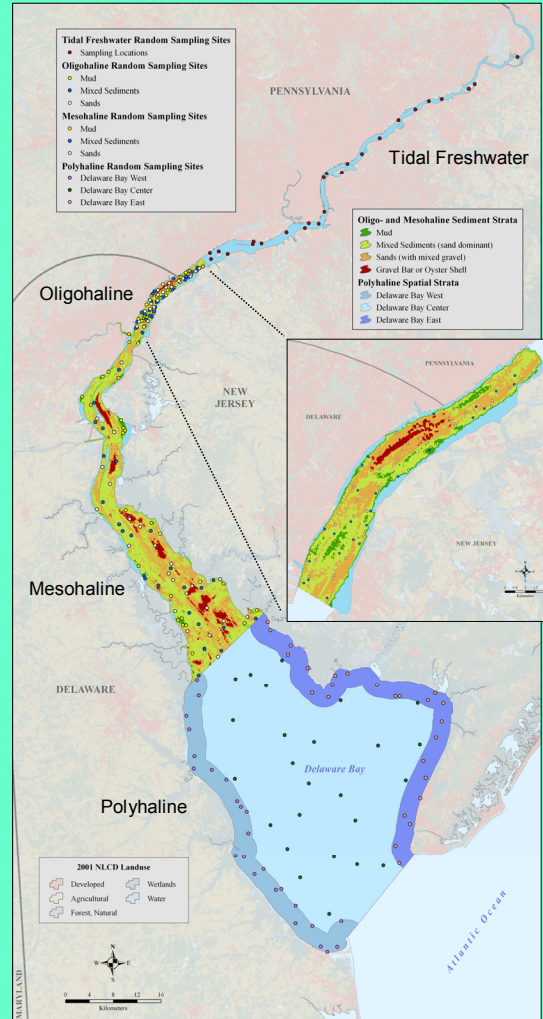 Tidal Freshwater Random Sampling Sites
Sampling Locations
Oligohaline Random Sampling Sites
Mud
Mixed Sediments
Sands
Mesohaline Random Sampling Sites
Mud
Mixed Sediments
Sands
Polyhaline Random Sampling Sites
Delaware Bay West
Delaware Bay Center
Delaware Bay East
PENNSYLVANIA
Tidal Freshwater
Oligo- and Mesohaline Sediment Strata
Mud
Mixed Sediments (sand dominant)
Sands (with mixed gravel)
Gravel Bar or Oyster Shell
Polyhaline Spatial Strata
Delaware Bay West
Delaware Bay Center
Delaware Bay East
Oligohaline
NEW
JERSEY
PENNSYLVANIA
DELAWARE
NEW JERSEY
Kilometers
Mesohaline
DELAWARE
Delaware Bay
Polyhaline
2001 NLCD Landuse
Developed
Agricultural
Forest, Natural
Wetlands
Water
Atlantic Ocean
N
W
E
S
0 4 8 12 16
Kilometers
MARYLAND